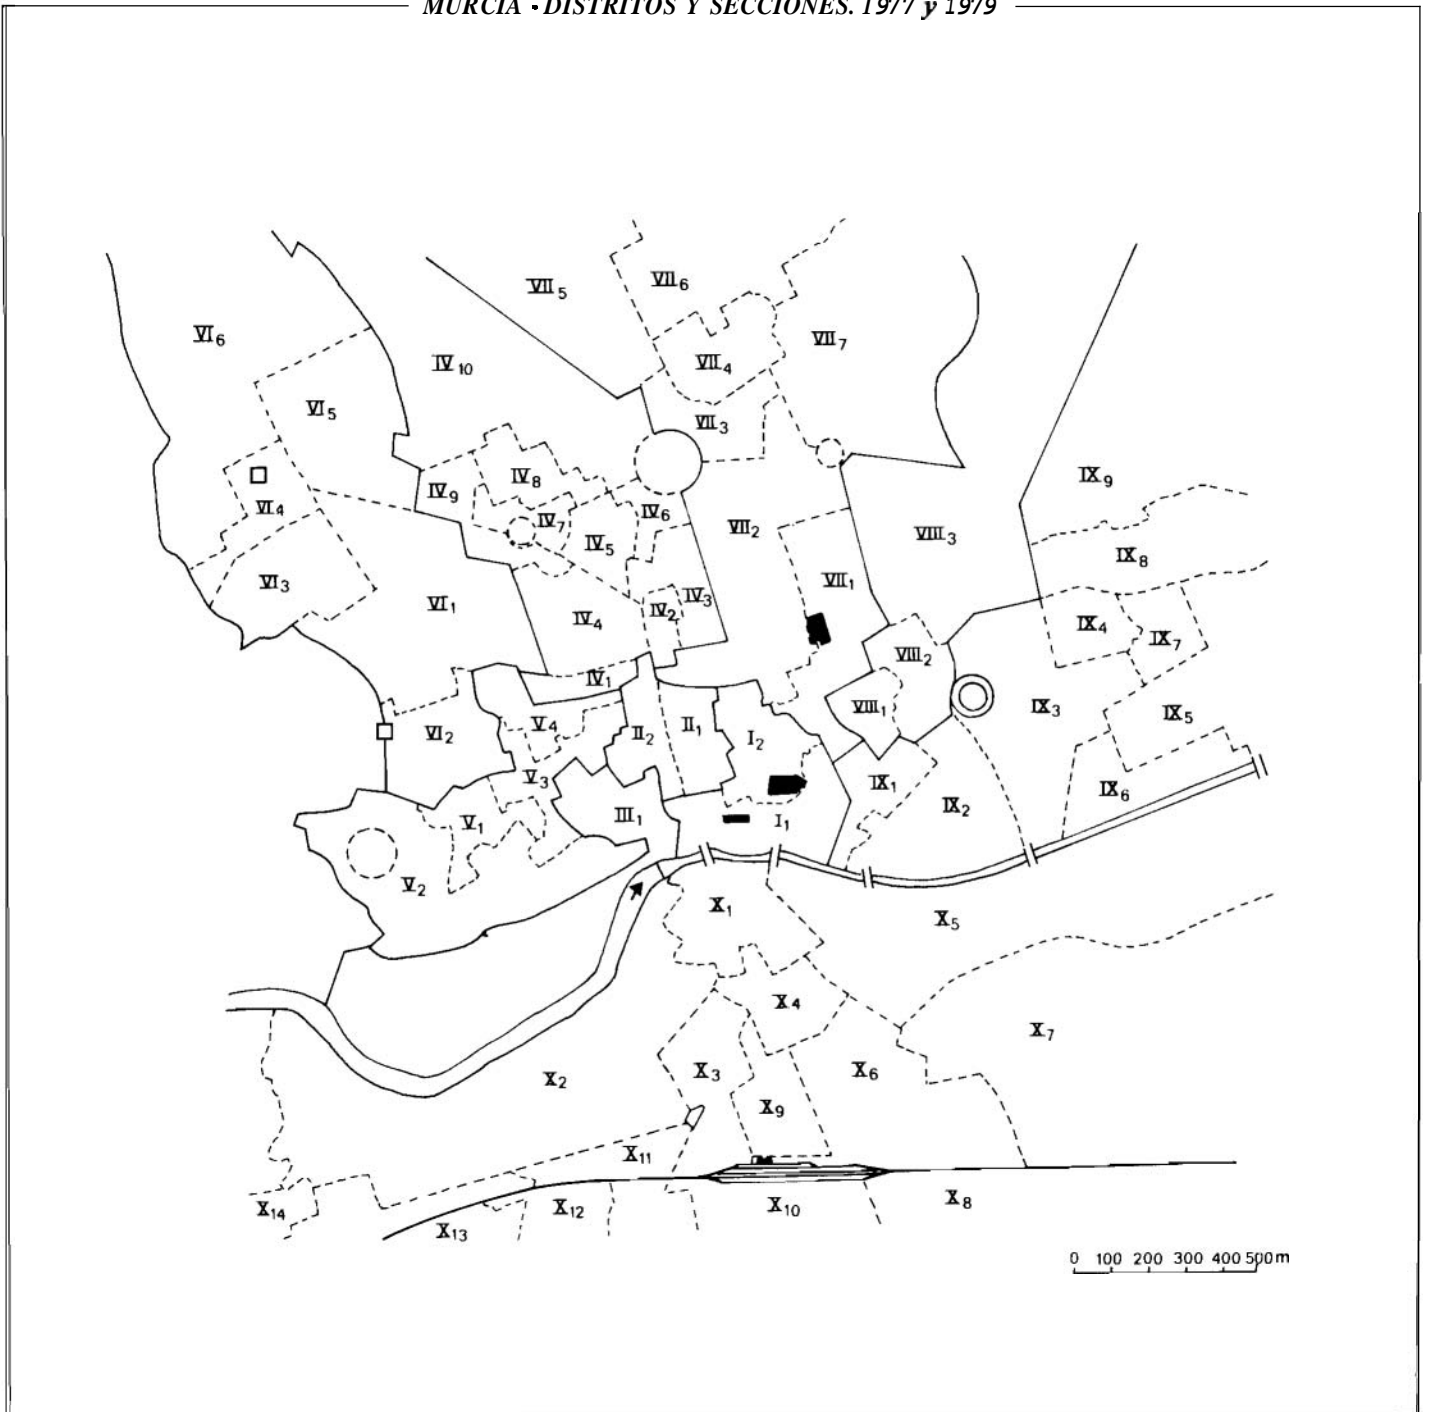 MURCIA - DISTRITOS Y SECCIONES. 1977 y 1979
VII5
VII6
VI6
VII7
IV10
VII4
VI5
VII3
IV8
IX9
IV9
VI4
IV6
IV7
VII2
VIII3
IV5
IX8
VI3
VII1
IV3
VI1
IV2
IV4
IX4
IX7
VIII2
IV1
VIII1
IX3
IX5
V4
II1
VI2
II2
I2
V3
IX1
IX6
IX2
III1
V1
I1
V2
X1
X5
X4
X7
X3
X6
X2
X9
X11
X8
X14
X12
X10
X13
0 100 200 300 400 500m